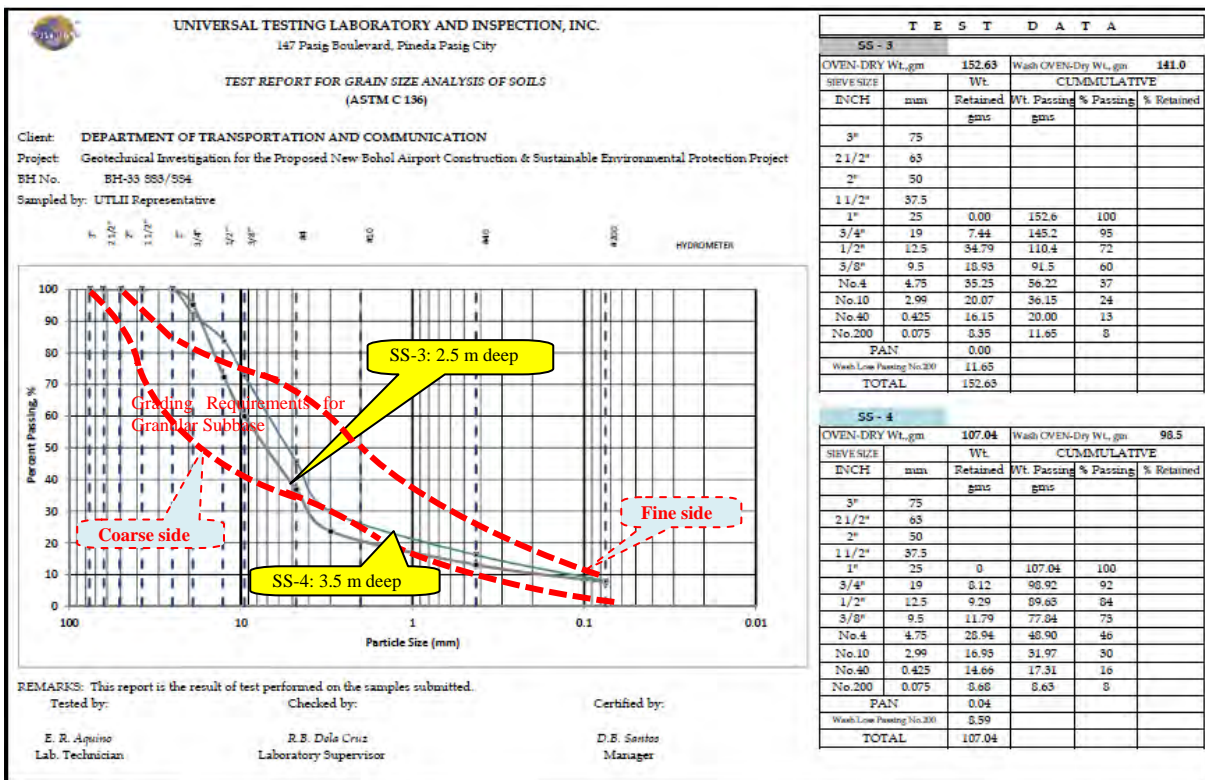 UNIVERSAL TESTING LABORATORY AND INSPECTION, INC.
147 Pasig Boulevard, Pineda Pasig City
TEST REPORT FOR GRAIN SIZE ANALYSIS OF SOILS
(ASTM C 136)
Client: DEPARTMENT OF TRANSPORTATION AND COMMUNICATION
Project: Geotechnical Investigation for the Proposed New Bohol Airport Construction & Sustainable Environmental Protection Project
BH No. BH-33 SS3/SS4
Sampled by: UTLII Representative
3" 2 1/2" 2" 1 1/2" 1" 3/4" 1/2" 3/8" #4 #10 #40 #200 HYDROMETER
Percent Passing, %
100
90
80
70
60
50
40
30
20
10
0
SS-3: 2.5 m deep
Grading Requirements for
Granular Subbase
Coarse side
Fine side
SS-4: 3.5 m deep
100 10 1 0.1 0.01
Particle Size (mm)
REMARKS: This report is the result of test performed on the samples submitted.
Tested by: Checked by: Certified by:
E. R. Aquino R.B. Dela Cruz D.B. Santos
Lab. Technician Laboratory Supervisor Manager
T E S T D A T A
SS - 3
OVEN-DRY Wt.,gm 152.63 Wash OVEN-Dry Wt., gm 141.0
SIEVE SIZE Wt. CUMMULATIVE
INCH mm Retained Wt. Passing % Passing % Retained
gms gms
3" 75
2 1/2" 63
2" 50
1 1/2" 37.5
1" 25 0.00 152.6 100
3/4" 19 7.44 145.2 95
1/2" 12.5 34.79 110.4 72
3/8" 9.5 18.93 91.5 60
No.4 4.75 35.25 56.22 37
No.10 2.99 20.07 36.15 24
No.40 0.425 16.15 20.00 13
No.200 0.075 8.35 11.65 8
PAN 0.00
Wash Loss Passing No.200 11.65
TOTAL 152.63
SS - 4
OVEN-DRY Wt.,gm 107.04 Wash OVEN-Dry Wt., gm 98.5
SIEVE SIZE Wt. CUMMULATIVE
INCH mm Retained Wt. Passing % Passing % Retained
gms gms
3" 75
2 1/2" 63
2" 50
1 1/2" 37.5
1" 25 0 107.04 100
3/4" 19 8.12 98.92 92
1/2" 12.5 9.29 89.63 84
3/8" 9.5 11.79 77.84 73
No.4 4.75 28.94 48.90 46
No.10 2.99 16.93 31.97 30
No.40 0.425 14.66 17.31 16
No.200 0.075 8.68 8.63 8
PAN 0.04
Wash Loss Passing No.200 8.59
TOTAL 107.04